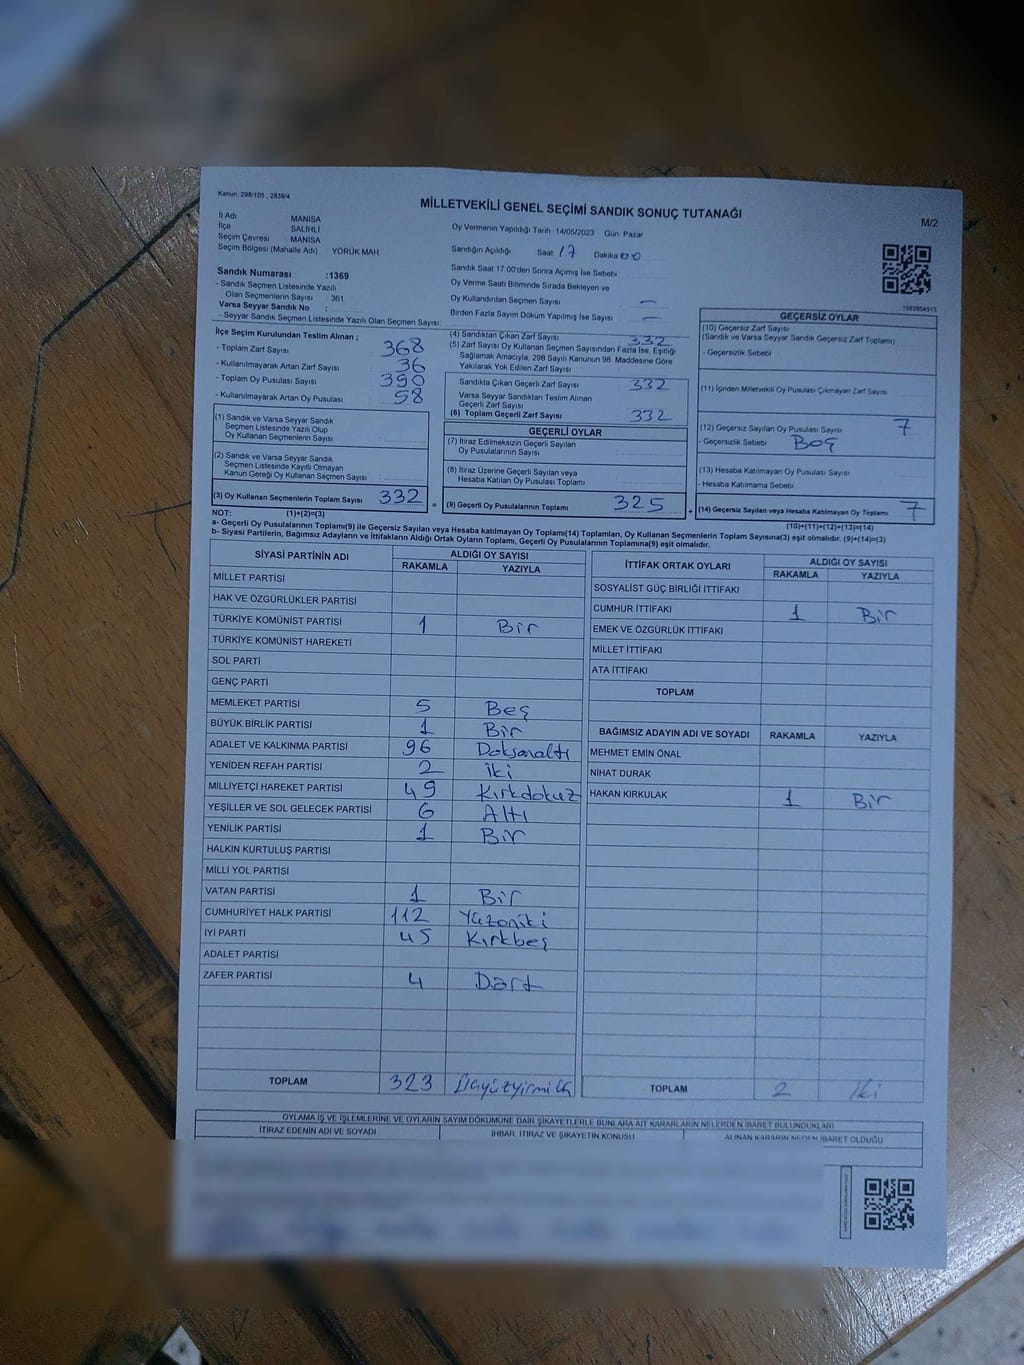 Kanun: 298/105 , 2839/4
MİLLETVEKİLİ GENEL SEÇİMİ SANDIK SONUÇ TUTANAĞI
M/2
İl Adı MANİSA
İlçe SALİHLİ
Seçim Çevresi MANİSA
Seçim Bölgesi (Mahalle Adı) YÖRÜK MAH
Oy Vermenin Yapıldığı Tarih 14/05/2023 Gün: Pazar
Sandığın Açıldığı Saat 17 Dakika 00
Sandık Saat 17.00'den Sonra Açımış İse Sebebi
Oy Verme Saati Bitiminde Sırada Bekleyen ve
Oy Kullandırılan Seçmen Sayısı —
Birden Fazla Sayım Döküm Yapılmış İse Sayısı —
Sandık Numarası :1369
- Sandık Seçmen Listesinde Yazılı
Olan Seçmenlerin Sayısı : 361
Varsa Seyyar Sandık No :
- Seyyar Sandık Seçmen Listesinde Yazılı Olan Seçmen Sayısı:
İlçe Seçim Kurulundan Teslim Alınan ;
- Toplam Zarf Sayısı 368
- Kullanılmayarak Artan Zarf Sayısı 36
- Toplam Oy Pusulası Sayısı 390
- Kullanılmayarak Artan Oy Pusulası 58
(1) Sandık ve Varsa Seyyar Sandık
Seçmen Listesinde Yazılı Olup
Oy Kullanan Seçmenlerin Sayısı
(2) Sandık ve Varsa Seyyar Sandık
Seçmen Listesinde Kayıtlı Olmayan
Kanun Gereği Oy Kullanan Seçmen Sayısı
(3) Oy Kullanan Seçmenlerin Toplam Sayısı 332
(1)+(2)=(3)
(4) Sandıktan Çıkan Zarf Sayısı 332
(5) Zarf Sayısı Oy Kullanan Seçmen Sayısından Fazla İse, Eşitliği
Sağlamak Amacıyla, 298 Sayılı Kanunun 98. Maddesine Göre
Yakılarak Yok Edilen Zarf Sayısı
Sandıkta Çıkan Geçerli Zarf Sayısı 332
Varsa Seyyar Sandıktan Teslim Alınan
Geçerli Zarf Sayısı
(6) Toplam Geçerli Zarf Sayısı 332
GEÇERLİ OYLAR
(7) İtiraz Edilmeksizin Geçerli Sayılan
Oy Pusulalarının Sayısı
(8) İtiraz Üzerine Geçerli Sayılan veya
Hesaba Katılan Oy Pusulası Toplamı
= (9) Geçerli Oy Pusulalarının Toplamı 325 +
GEÇERSİZ OYLAR
(10) Geçersiz Zarf Sayısı
(Sandık ve Varsa Seyyar Sandık Geçersiz Zarf Toplamı)
- Geçersizlik Sebebi
(11) İçinden Milletvekili Oy Pusulası Çıkmayan Zarf Sayısı
(12) Geçersiz Sayılan Oy Pusulası Sayısı 7
- Geçersizlik Sebebi Boş
(13) Hesaba Katılmayan Oy Pusulası Sayısı
- Hesaba Katılmama Sebebi
(14) Geçersiz Sayılan veya Hesaba Katılmayan Oy Toplamı 7
(10)+(11)+(12)+(13)=(14)
NOT:
a- Geçerli Oy Pusulalarının Toplamı(9) ile Geçersiz Sayılan veya Hesaba katılmayan Oy Toplamı(14) Toplamları, Oy Kullanan Seçmenlerin Toplam Sayısına(3) eşit olmalıdır. (9)+(14)=(3)
b- Siyasi Partilerin, Bağımsız Adayların ve İttifakların Aldığı Ortak Oyların Toplamı, Geçerli Oy Pusulalarının Toplamına(9) eşit olmalıdır.
SİYASİ PARTİNİN ADI ALDIĞI OY SAYISI
RAKAMLA YAZIYLA
MİLLET PARTİSİ
HAK VE ÖZGÜRLÜKLER PARTİSİ
TÜRKİYE KOMÜNİST PARTİSİ 1 Bir
TÜRKİYE KOMÜNİST HAREKETİ
SOL PARTİ
GENÇ PARTİ
MEMLEKET PARTİSİ 5 Beş
BÜYÜK BİRLİK PARTİSİ 1 Bir
ADALET VE KALKINMA PARTİSİ 96 Doksanaltı
YENİDEN REFAH PARTİSİ 2 iki
MİLLİYETÇİ HAREKET PARTİSİ 49 Kırkdokuz
YEŞİLLER VE SOL GELECEK PARTİSİ 6 Altı
YENİLİK PARTİSİ 1 Bir
HALKIN KURTULUŞ PARTİSİ
MİLLİ YOL PARTİSİ
VATAN PARTİSİ 1 Bir
CUMHURİYET HALK PARTİSİ 112 Yüzoniki
İYİ PARTİ 45 Kırkbeş
ADALET PARTİSİ
ZAFER PARTİSİ 4 Dört
TOPLAM 323
İTTİFAK ORTAK OYLARI ALDIĞI OY SAYISI
RAKAMLA YAZIYLA
SOSYALİST GÜÇ BİRLİĞİ İTTİFAKI
CUMHUR İTTİFAKI 1 Bir
EMEK VE ÖZGÜRLÜK İTTİFAKI
MİLLET İTTİFAKI
ATA İTTİFAKI
TOPLAM
BAĞIMSIZ ADAYIN ADI VE SOYADI RAKAMLA YAZIYLA
MEHMET EMİN ÖNAL
NİHAT DURAK
HAKAN KIRKULAK 1 Bir
TOPLAM 2 İki
OYLAMA İŞ VE İŞLEMLERİNE VE OYLARIN SAYIM DÖKÜMÜNE DAİR ŞİKAYETLERLE BUNLARA AİT KARARLARIN NELERDEN İBARET BULUNDUKLARI
İTİRAZ EDENİN ADI VE SOYADI İHBAR, İTİRAZ VE ŞİKAYETİN KONUSU ALINAN KARARIN NEDEN İBARET OLDUĞU